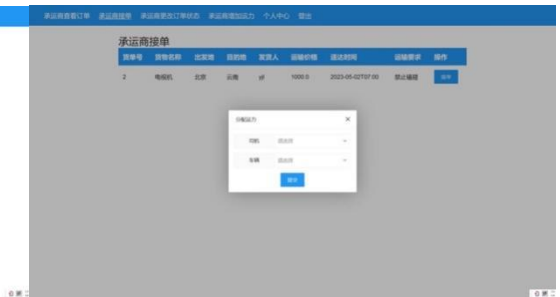 承运商查看订单 承运商接单 承运商更改订单状态 承运商增加运力 个人中心 登出
承运商接单
货单号 货物名称 出发地 目的地 发货人 运输价格 送达时间 运输要求 操作
2 电视机 北京 云南 1000.0 2023-05-02T07:00 禁止磕碰
分配运力 ×
司机 请选择
车辆 请选择
提交